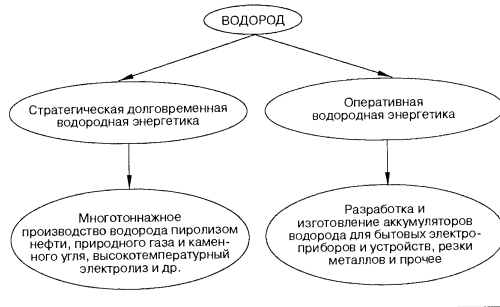 ВОДОРОД
Стратегическая долговременная
водородная энергетика
Оперативная
водородная энергетика
Многотоннажное
производство водорода пиролизом
нефти, природного газа и камен-
ного угля, высокотемпературный
электролиз и др.
Разработка и
изготовление аккумуляторов
водорода для бытовых электро-
приборов и устройств, резки
металлов и прочее